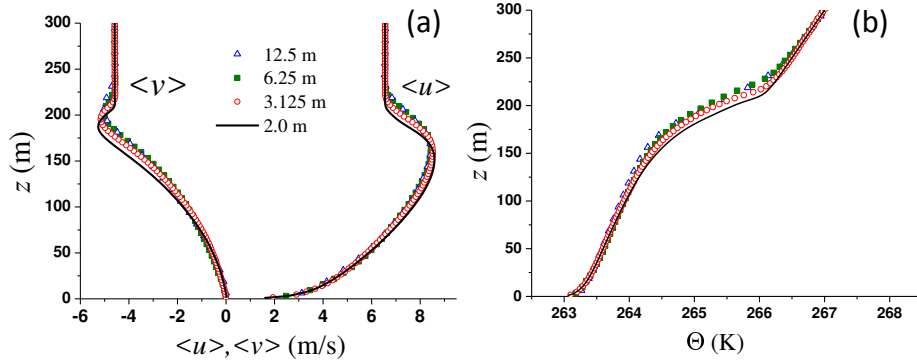 (a)
300
250
200
150
100
50
0
z (m)
<v>
<u>
12.5 m
6.25 m
3.125 m
2.0 m
-6 -4 -2 0 2 4 6 8
<u>,<v> (m/s)
(b)
300
250
200
150
100
50
0
z (m)
263 264 265 266 267 268
Θ (K)